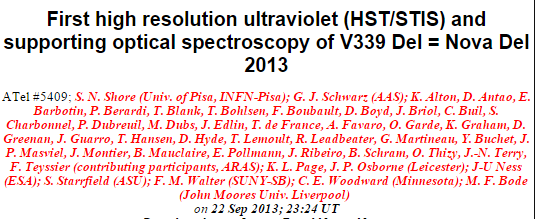 First high resolution ultraviolet (HST/STIS) and
supporting optical spectroscopy of V339 Del = Nova Del
2013
ATel #5409; S. N. Shore (Univ. of Pisa, INFN-Pisa); G. J. Schwarz (AAS); K. Alton, D. Antao, E.
Barbotin, P. Berardi, T. Blank, T. Bohlsen, F. Boubault, D. Boyd, J. Briol, C. Buil, S.
Charbonnel, P. Dubreuil, M. Dubs, J. Edlin, T. de France, A. Favaro, O. Garde, K. Graham, D.
Greenan, J. Guarro, T. Hansen, D. Hyde, T. Lemoult, R. Leadbeater, G. Martineau, Y. Buchet, J.
P. Masviel, J. Montier, B. Mauclaire, E. Pollmann, J. Ribeiro, B. Schram, O. Thizy, J.-N. Terry,
F. Teyssier (contributing participants, ARAS); K. L. Page, J. P. Osborne (Leicester); J-U Ness
(ESA); S. Starrfield (ASU); F. M. Walter (SUNY-SB); C. E. Woodward (Minnesota); M. F. Bode
(John Moores Univ. Liverpool)
on 22 Sep 2013; 23:24 UT